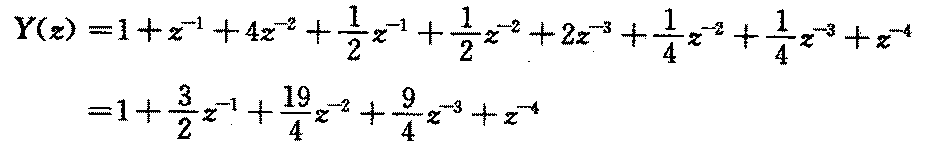 Y(z) = 1 + z⁻¹ + 4z⁻² + \frac{1}{2}z⁻¹ + \frac{1}{2}z⁻² + 2z⁻³ + \frac{1}{4}z⁻² + \frac{1}{4}z⁻³ + z⁻⁴
= 1 + \frac{3}{2}z⁻¹ + \frac{19}{4}z⁻² + \frac{9}{4}z⁻³ + z⁻⁴